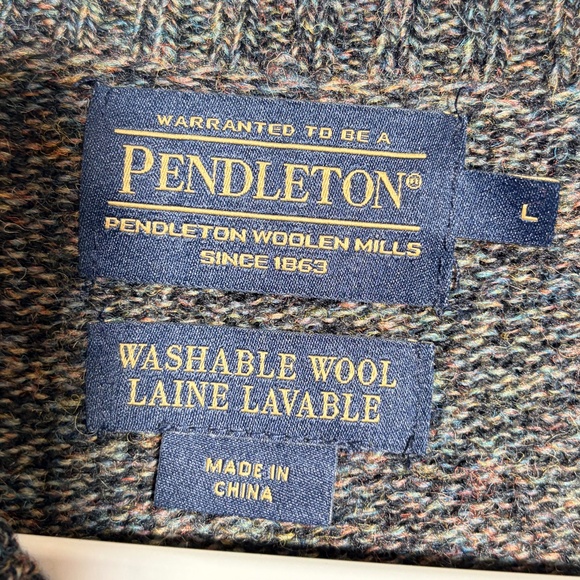 WARRANTED TO BE A
PENDLETON®
PENDLETON WOOLEN MILLS
SINCE 1863
L
WASHABLE WOOL
LAINE LAVABLE
MADE IN
CHINA